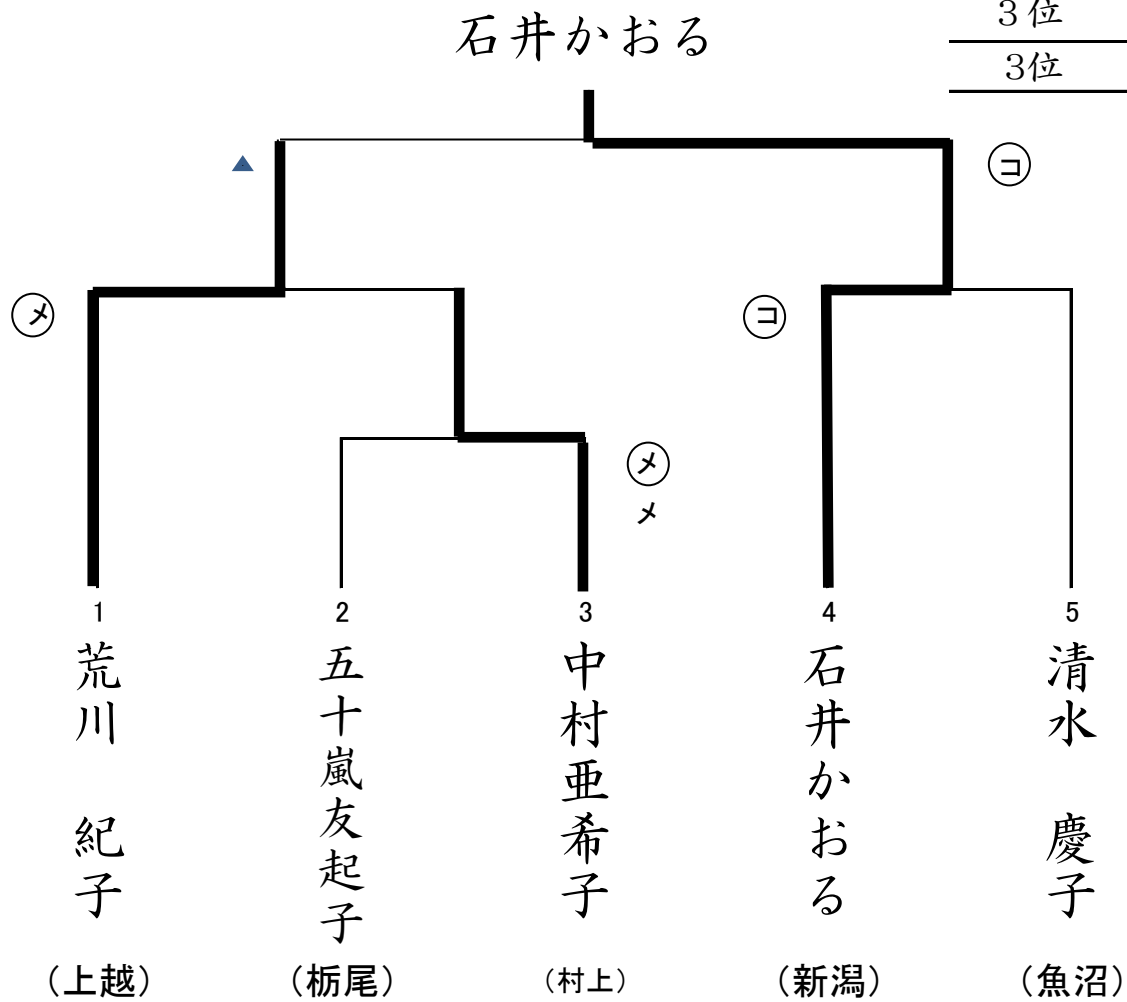 石井かおる
３位
3位
▲
コ
メ
コ
メ
メ
1
2
3
4
5
荒川 紀子
五十嵐友起子
中村亜希子
石井かおる
清水 慶子
（上越）
（栃尾）
（村上）
（新潟）
（魚沼）